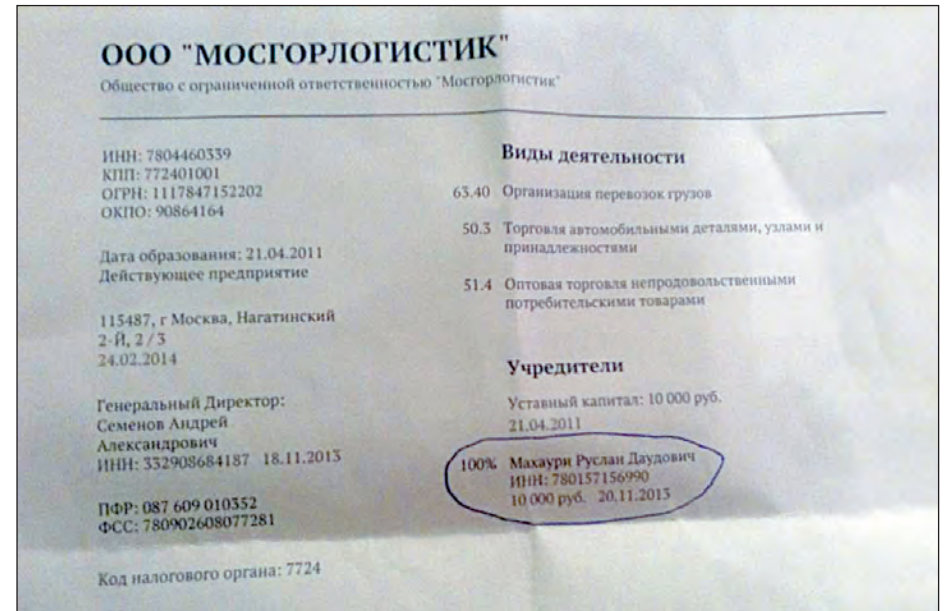 ООО "МОСГОРЛОГИСТИК"
Общество с ограниченной ответственностью "Мосгорлогистик"
ИНН: 7804460339
КПП: 772401001
ОГРН: 1117847152202
ОКПО: 90864164
Дата образования: 21.04.2011
Действующее предприятие
115487, г Москва, Нагатинский
2-Й, 2 / 3
24.02.2014
Генеральный Директор:
Семенов Андрей
Александрович
ИНН: 332908684187 18.11.2013
ПФР: 087 609 010352
ФСС: 780902608077281
Код налогового органа: 7724
Виды деятельности
63.40 Организация перевозок грузов
50.3 Торговля автомобильными деталями, узлами и
принадлежностями
51.4 Оптовая торговля непродовольственными
потребительскими товарами
Учредители
Уставный капитал: 10 000 руб.
21.04.2011
100% Махаури Руслан Даудович
ИНН: 780157156990
10 000 руб. 20.11.2013